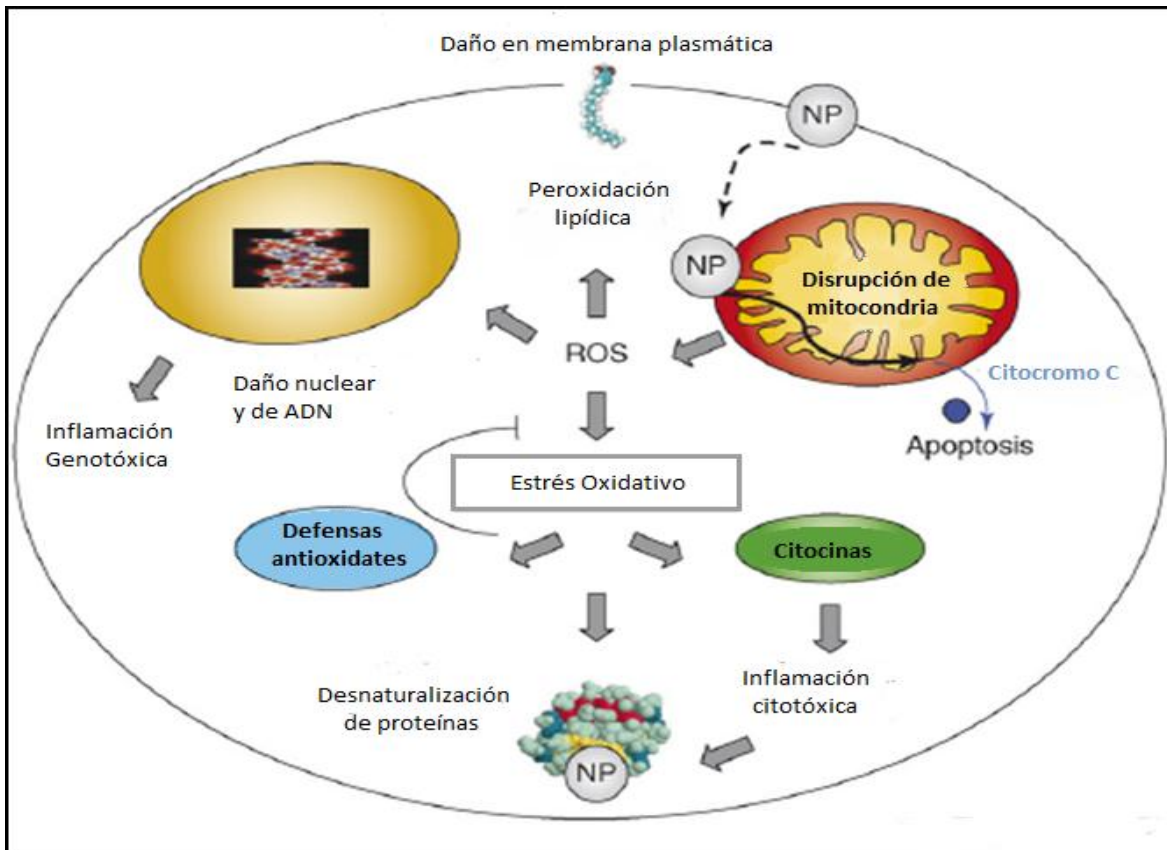 Daño en membrana plasmática
NP
Peroxidación
lipídica
NP
Disrupción de
mitocondria
ROS
Citocromo C
Apoptosis
Daño nuclear
y de ADN
Inflamación
Genotóxica
Estrés Oxidativo
Defensas
antioxidates
Citocinas
Desnaturalización
de proteínas
Inflamación
citotóxica
NP